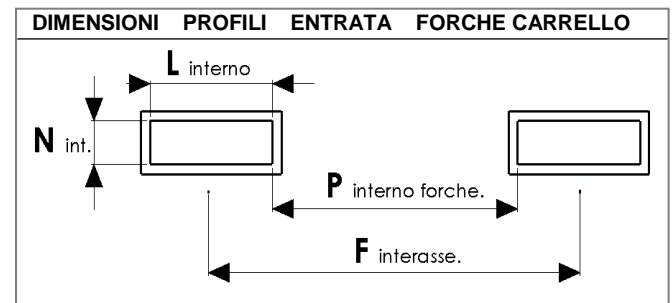 DIMENSIONI PROFILI ENTRATA FORCHE CARRELLO
L interno
N int.
P interno forche.
F interasse.